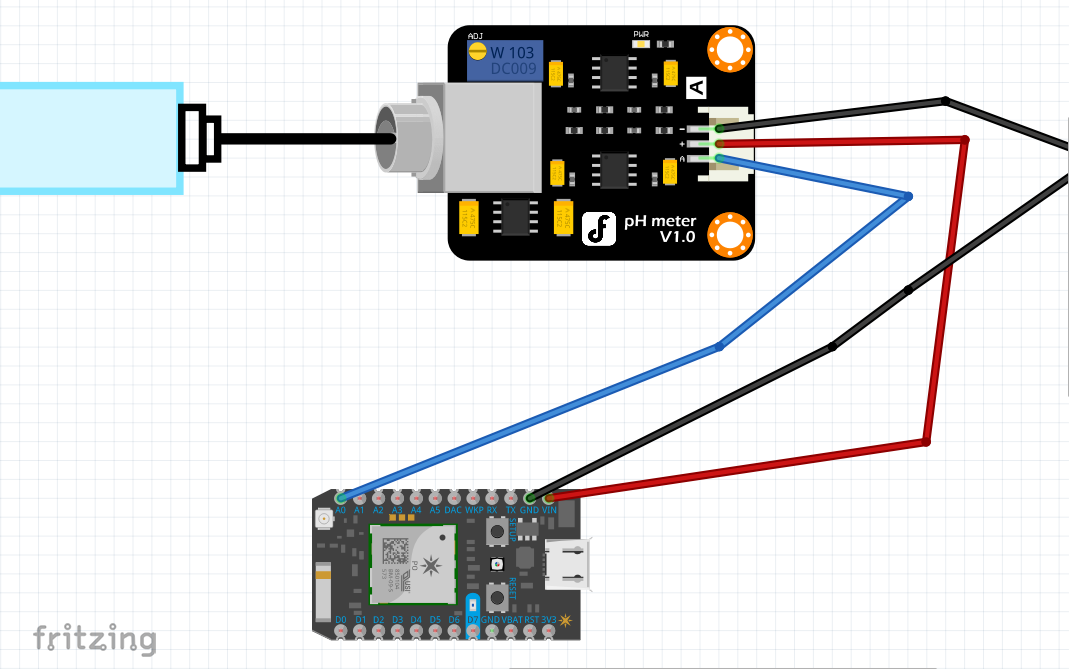 ADJ
PWR
W 103
DC009
A
−
+
A
pH meter
V1.0
A0 A1 A2 A3 A4 A5 DAC WKP RX TX GND VIN
SETUP
P0
RESET
D0 D1 D2 D3 D4 D5 D6 D7 GND VBAT RST 3V3
fritzing